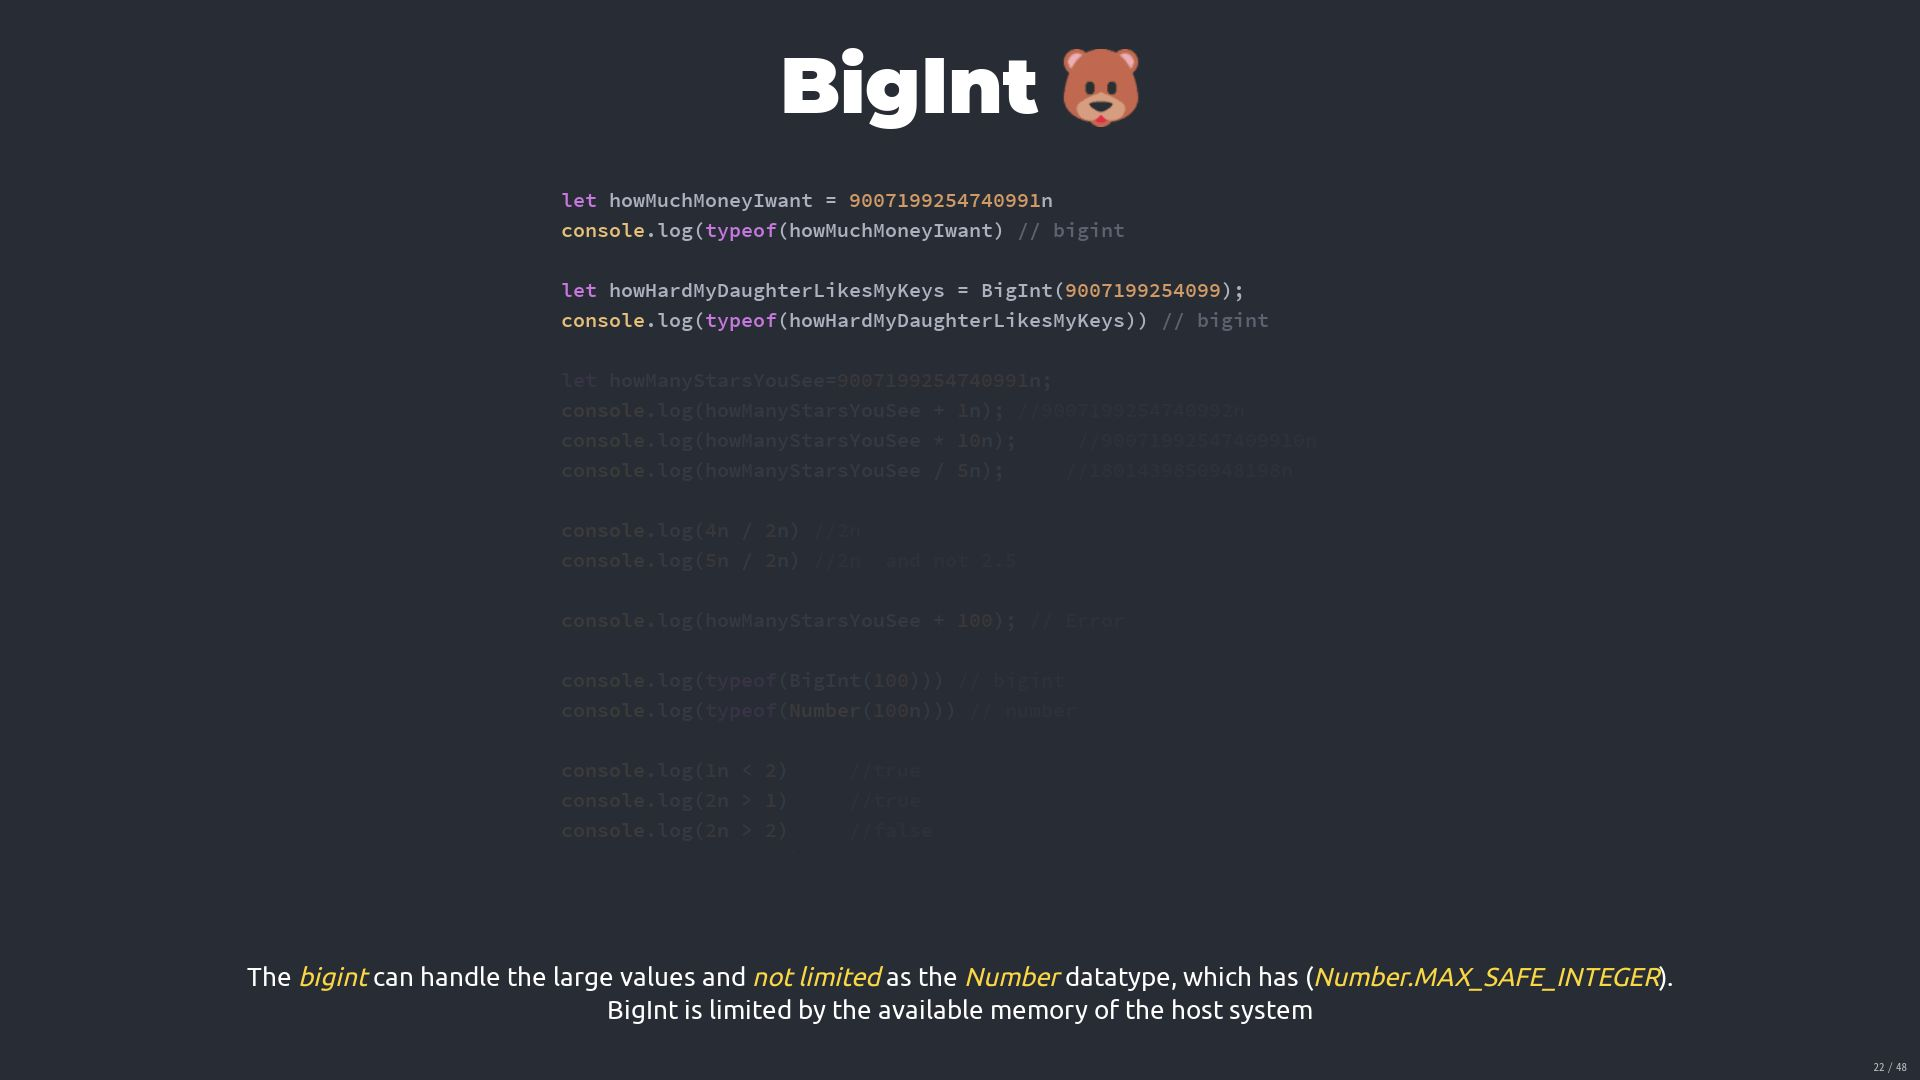 BigInt
let howMuchMoneyIwant = 9007199254740991n
console.log(typeof(howMuchMoneyIwant) // bigint
let howHardMyDaughterLikesMyKeys = BigInt(9007199254099);
console.log(typeof(howHardMyDaughterLikesMyKeys)) // bigint
let howManyStarsYouSee=9007199254740991n;
console.log(howManyStarsYouSee + 1n); //9007199254740992n
console.log(howManyStarsYouSee * 10n); //90071992547409910n
console.log(howManyStarsYouSee / 5n); //1801439850948198n
console.log(4n / 2n) //2n
console.log(5n / 2n) //2n and not 2.5
console.log(howManyStarsYouSee + 100); // Error
console.log(typeof(BigInt(100))) // bigint
console.log(typeof(Number(100n))) // number
console.log(1n < 2) //true
console.log(2n > 1) //true
console.log(2n > 2) //false
The bigint can handle the large values and not limited as the Number datatype, which has (Number.MAX_SAFE_INTEGER).
BigInt is limited by the available memory of the host system
22 / 48